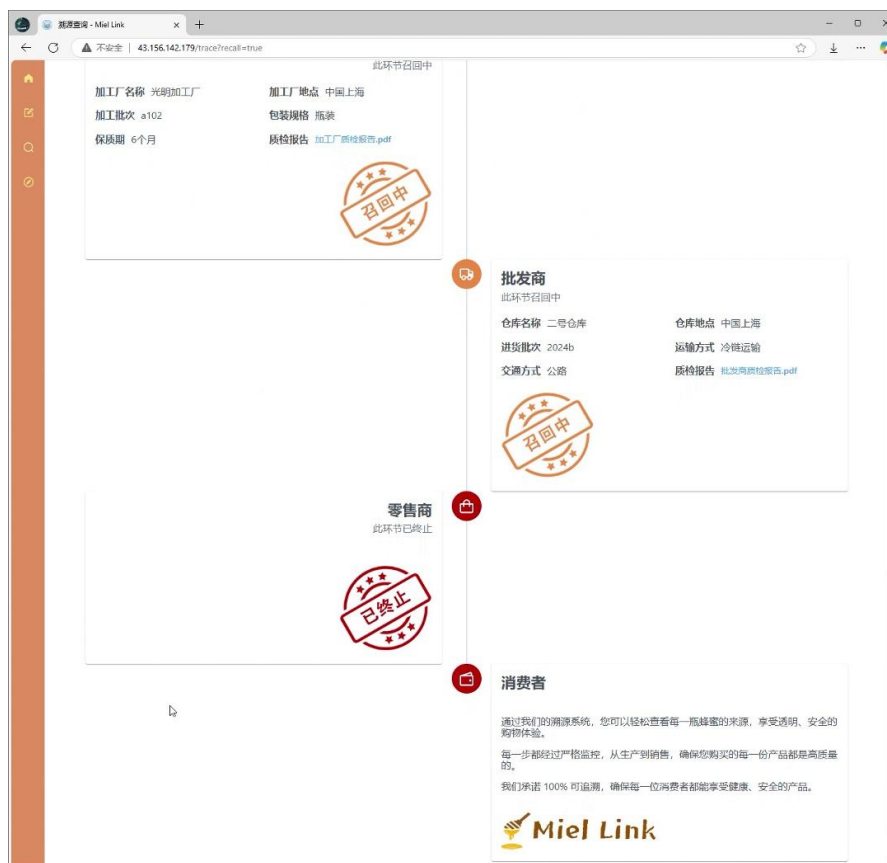 溯源查询 - Miel Link
不安全 | 43.156.142.179/trace?recall=true
此环节召回中
加工厂名称 光明加工厂 加工厂地点 中国上海
加工批次 a102 包装规格 瓶装
保质期 6个月 质检报告 加工厂质检报告.pdf
召回中
批发商
此环节召回中
仓库名称 二号仓库 仓库地点 中国上海
进货批次 2024b 运输方式 冷链运输
交通方式 公路 质检报告 批发商质检报告.pdf
召回中
零售商
此环节已终止
已终止
消费者
通过我们的溯源系统，您可以轻松查看每一瓶蜂蜜的来源，享受透明、安全的
购物体验。
每一步都经过严格监控，从生产到销售，确保您购买的每一份产品都是高质量
的。
我们承诺 100% 可追溯，确保每一位消费者都能享受健康、安全的产品。
Miel Link